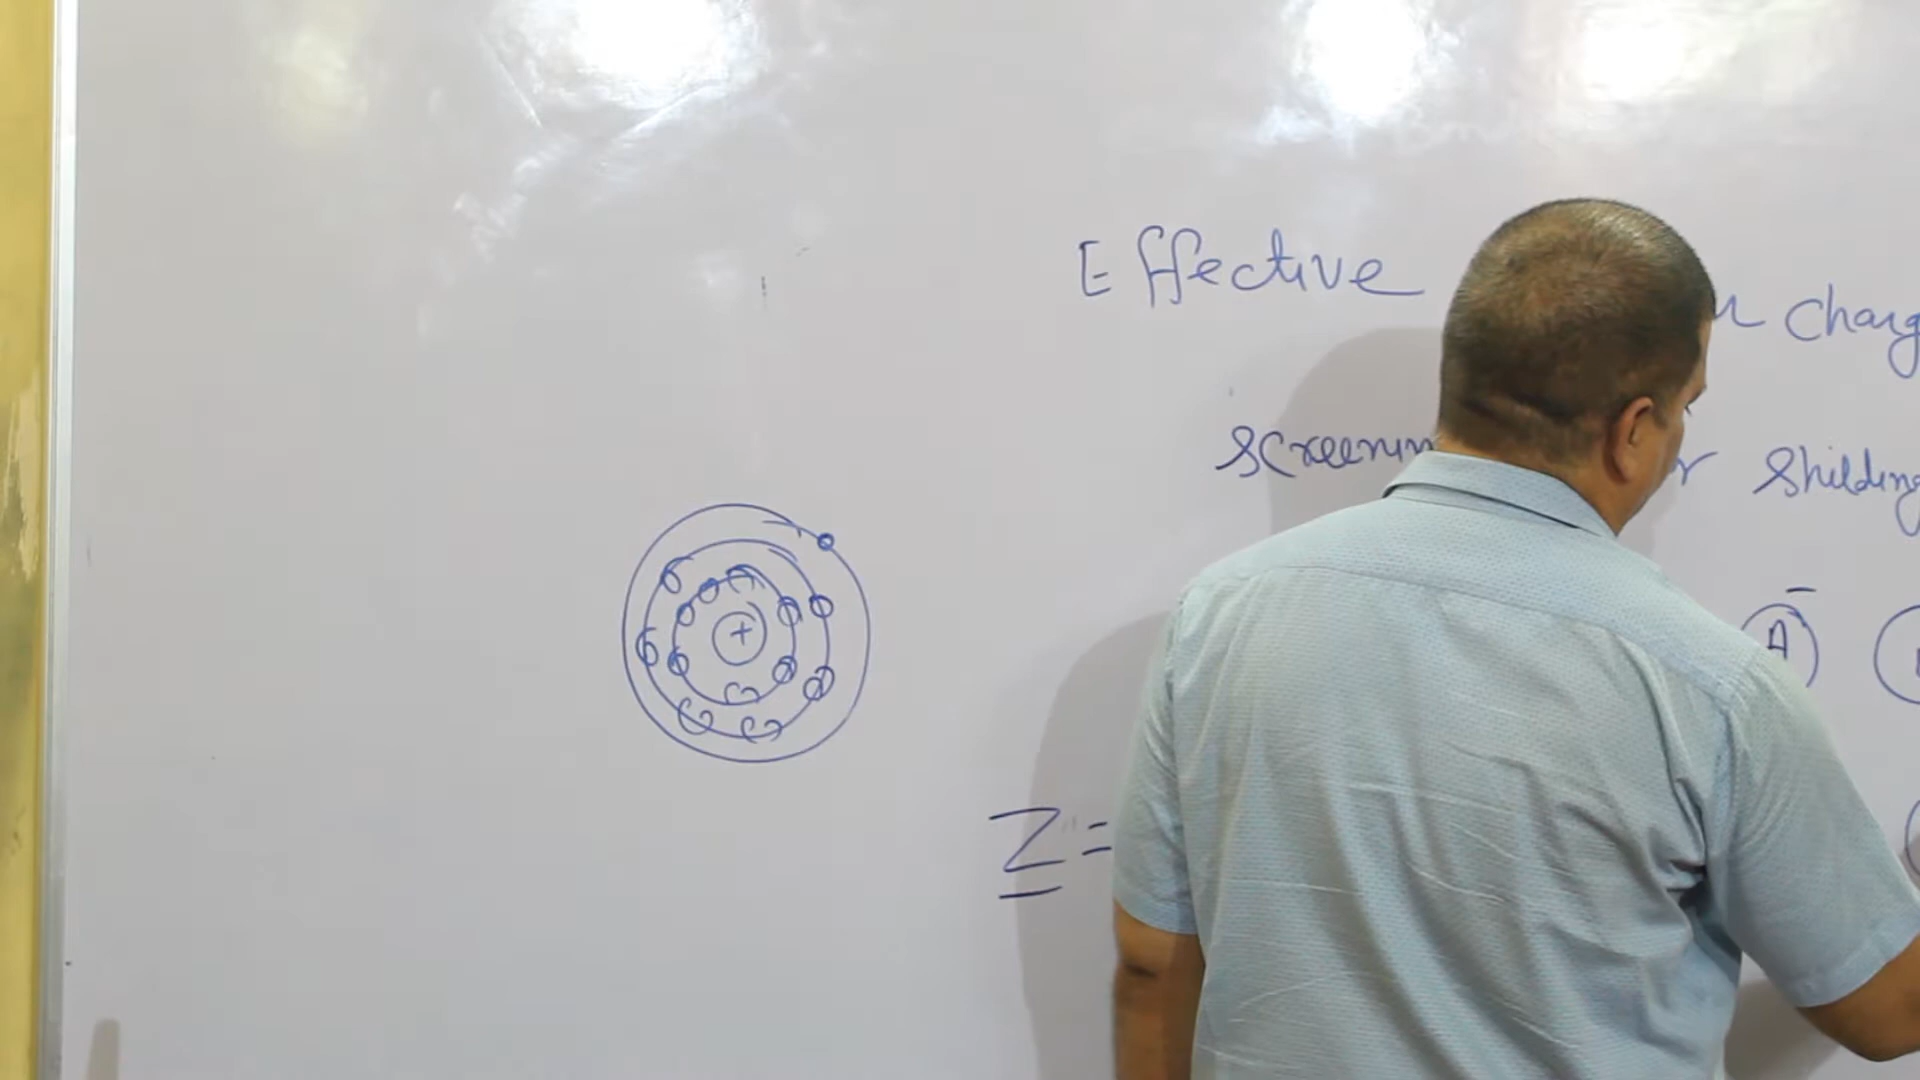 Effective Charg
Screenin Shilding
+
A
Z =